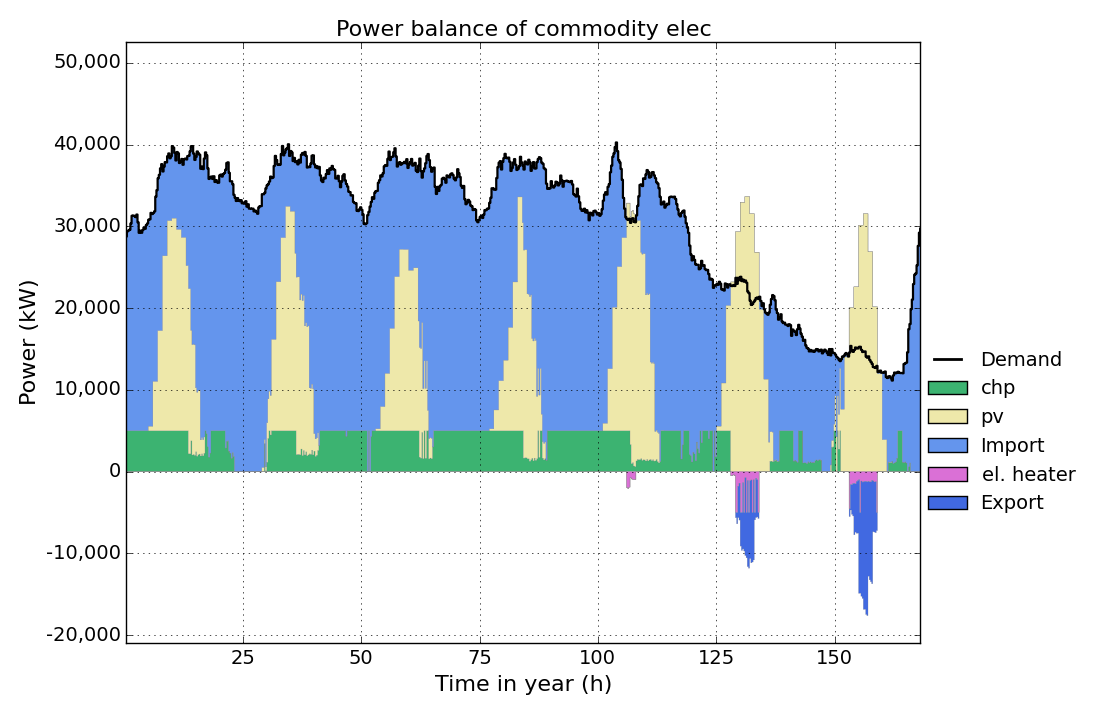 Power balance of commodity elec
50,000
40,000
30,000
20,000
10,000
0
-10,000
-20,000
Power (kW)
25 50 75 100 125 150
Time in year (h)
Demand
chp
pv
Import
el. heater
Export